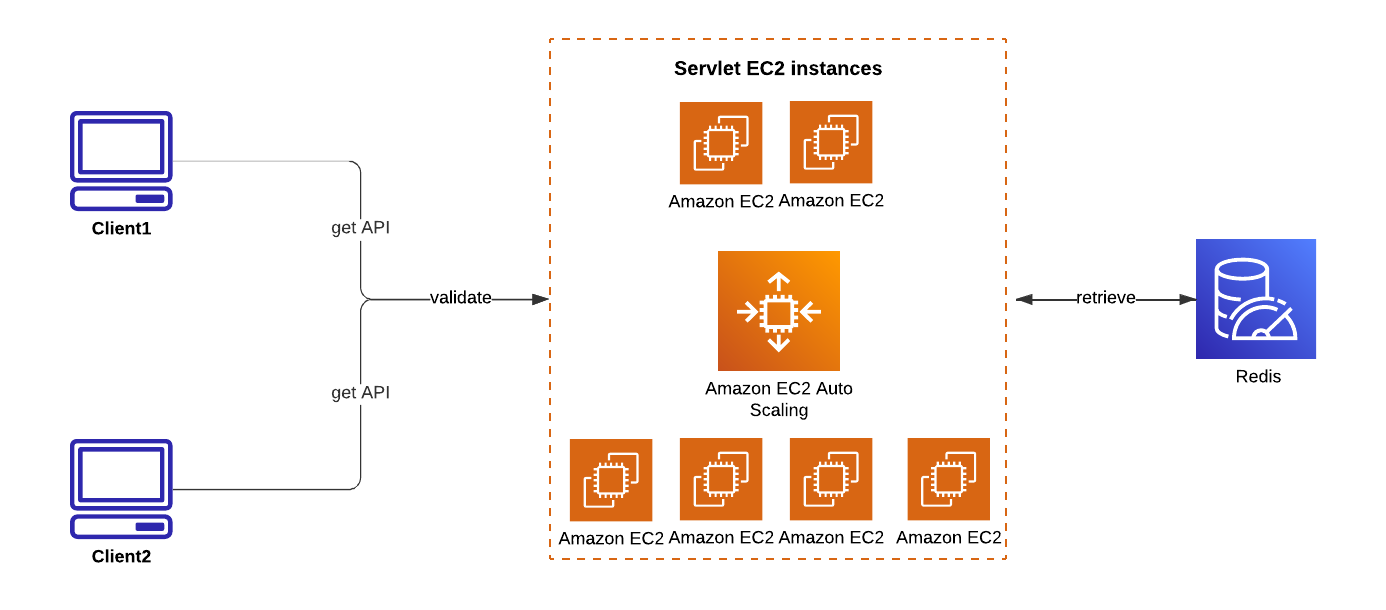 Servlet EC2 instances
Amazon EC2
Amazon EC2
Client1
get API
validate
retrieve
Redis
Amazon EC2 Auto
Scaling
get API
Amazon EC2
Amazon EC2
Amazon EC2
Amazon EC2
Client2